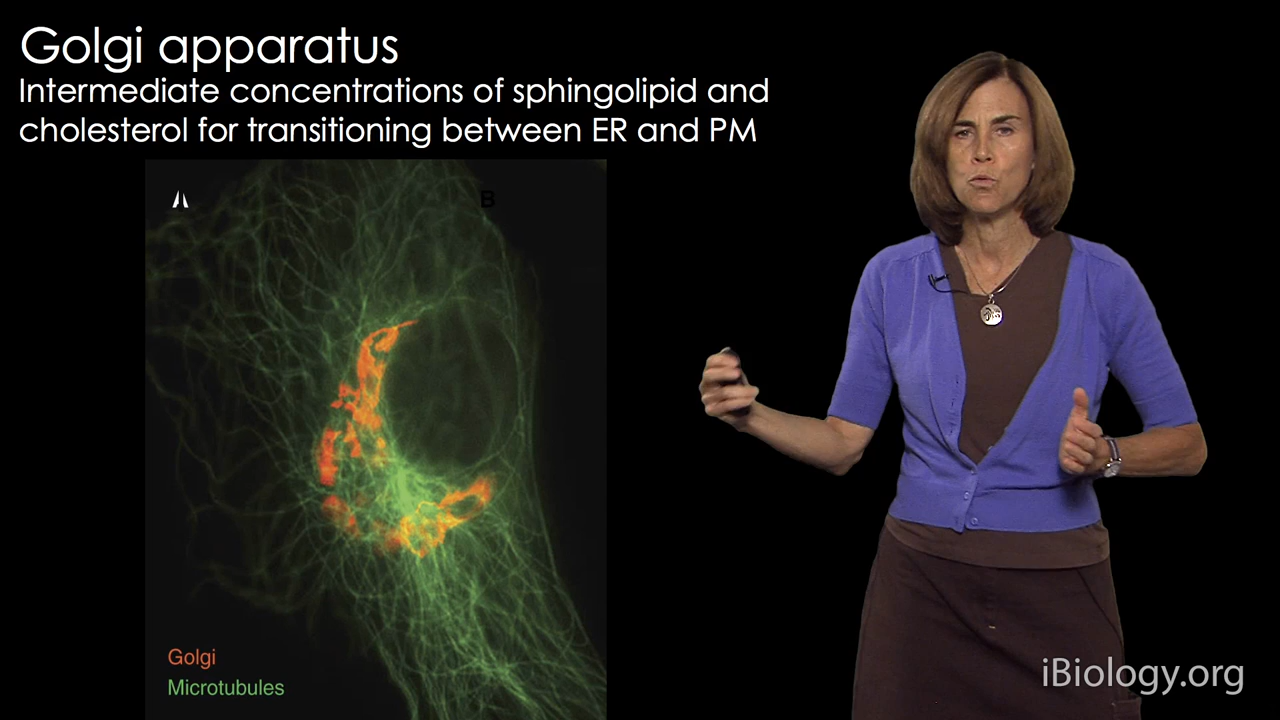 Golgi apparatus
Intermediate concentrations of sphingolipid and
cholesterol for transitioning between ER and PM
B
Golgi
Microtubules
iBiology.org